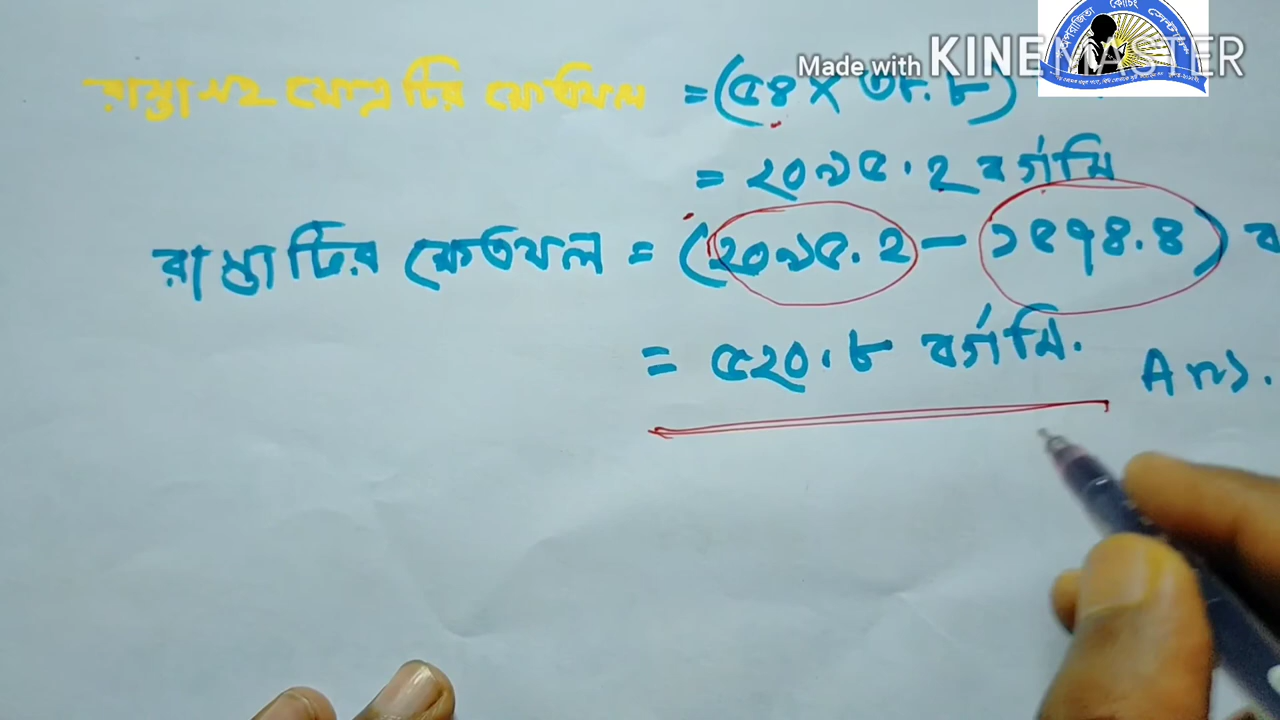 Made with KINEMASTER
রাস্তাসহ ক্ষেত্রটির ক্ষেত্রফল = (৫৪ × ৩৮.৮)
= ২০৯৫.২ বর্গমি
রাস্তাটির ক্ষেত্রফল = (২০৯৫.২ – ১৫৭৪.৪) ব
= ৫২০.৮ বর্গমি. Ans.